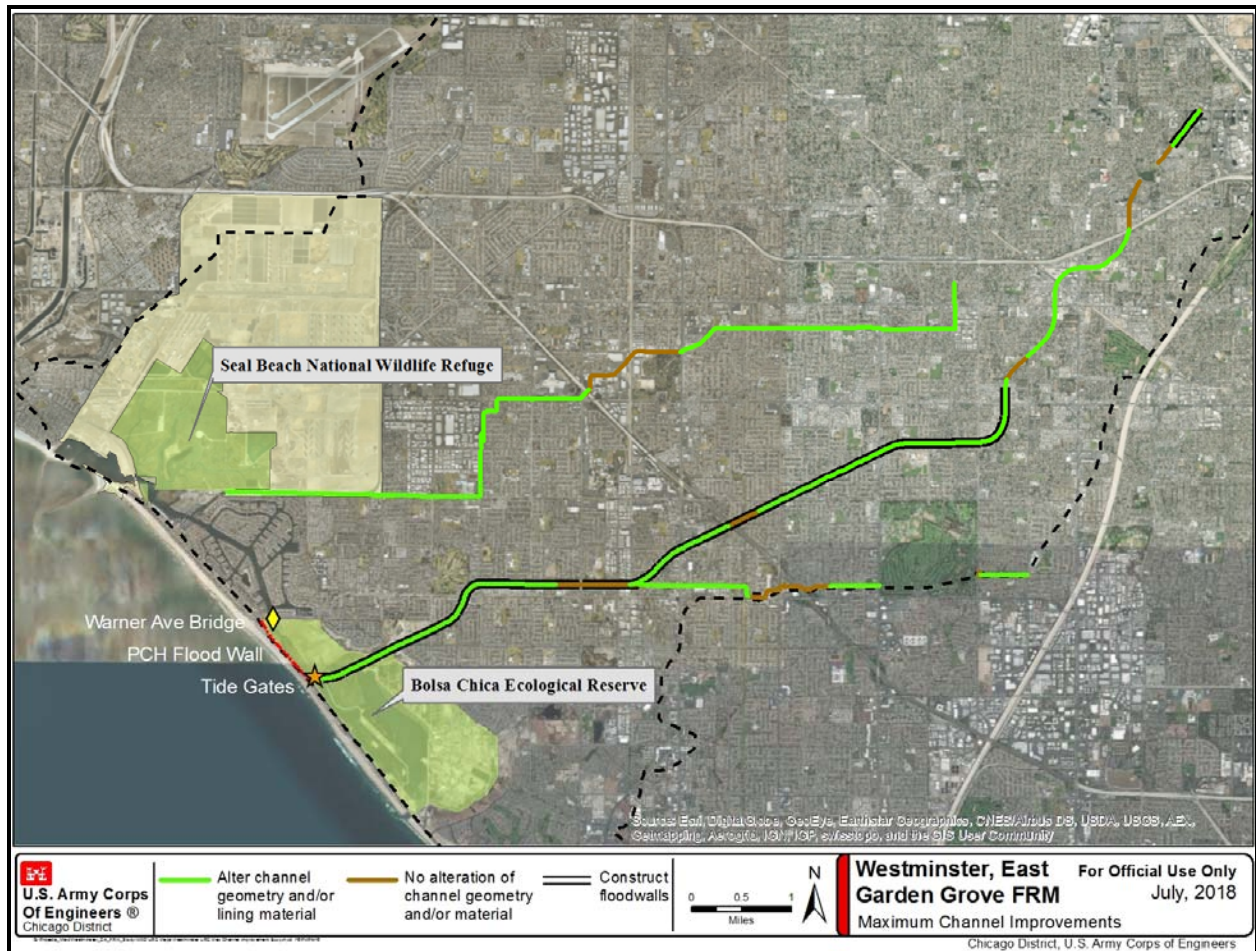 Seal Beach National Wildlife Refuge
Warner Ave Bridge
PCH Flood Wall
Tide Gates
Bolsa Chica Ecological Reserve
Source: Esri, DigitalGlobe, GeoEye, Earthstar Geographics, CNES/Airbus DS, USDA, USGS, AEX,
Getmapping, Aerogrid, IGN, IGP, swisstopo, and the GIS User Community
U.S. Army Corps
Of Engineers ®
Chicago District
Alter channel
geometry and/or
lining material
No alteration of
channel geometry
and/or material
Construct
floodwalls
0 0.5 1
Miles
N
Westminster, East
Garden Grove FRM
Maximum Channel Improvements
For Official Use Only
July, 2018
Chicago District, U.S. Army Corps of Engineers